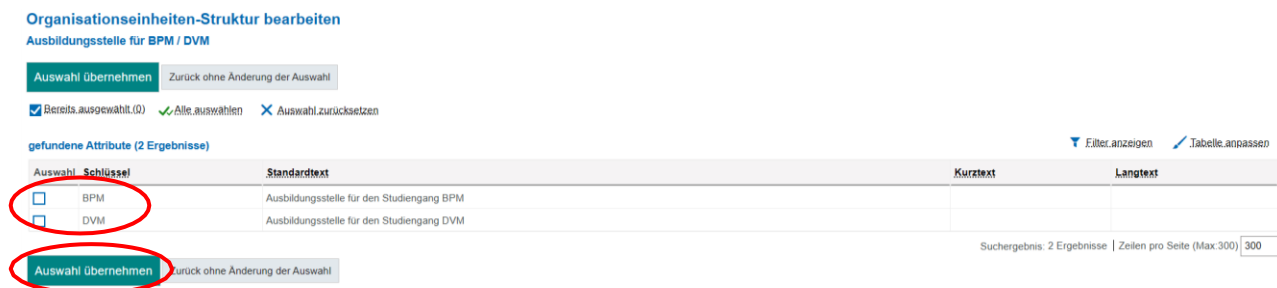 Organisationseinheiten-Struktur bearbeiten
Ausbildungsstelle für BPM / DVM
Auswahl übernehmen Zurück ohne Änderung der Auswahl
Bereits ausgewählt (0) Alle auswählen Auswahl zurücksetzen
gefundene Attribute (2 Ergebnisse) Filter anzeigen Tabelle anpassen
Auswahl Schlüssel Standardtext Kurztext Langtext
BPM Ausbildungsstelle für den Studiengang BPM
DVM Ausbildungsstelle für den Studiengang DVM
Suchergebnis: 2 Ergebnisse | Zeilen pro Seite (Max:300) 300
Auswahl übernehmen Zurück ohne Änderung der Auswahl